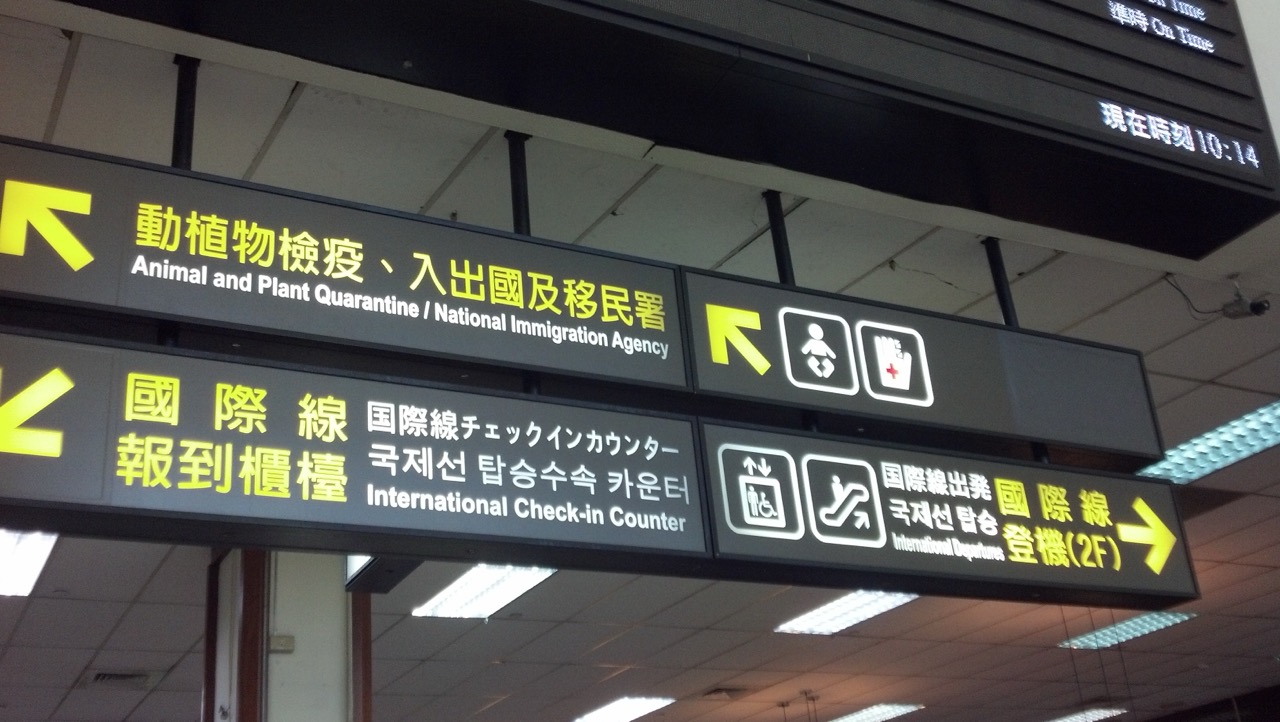 On Time
準時 On Time
現在時刻 10:14
動植物檢疫、入出國及移民署
Animal and Plant Quarantine / National Immigration Agency
國際線
報到櫃檯
国際線チェックインカウンター
국제선 탑승수속 카운터
International Check-in Counter
国際線出発
국제선 탑승
International Departures
國際線
登機(2F)